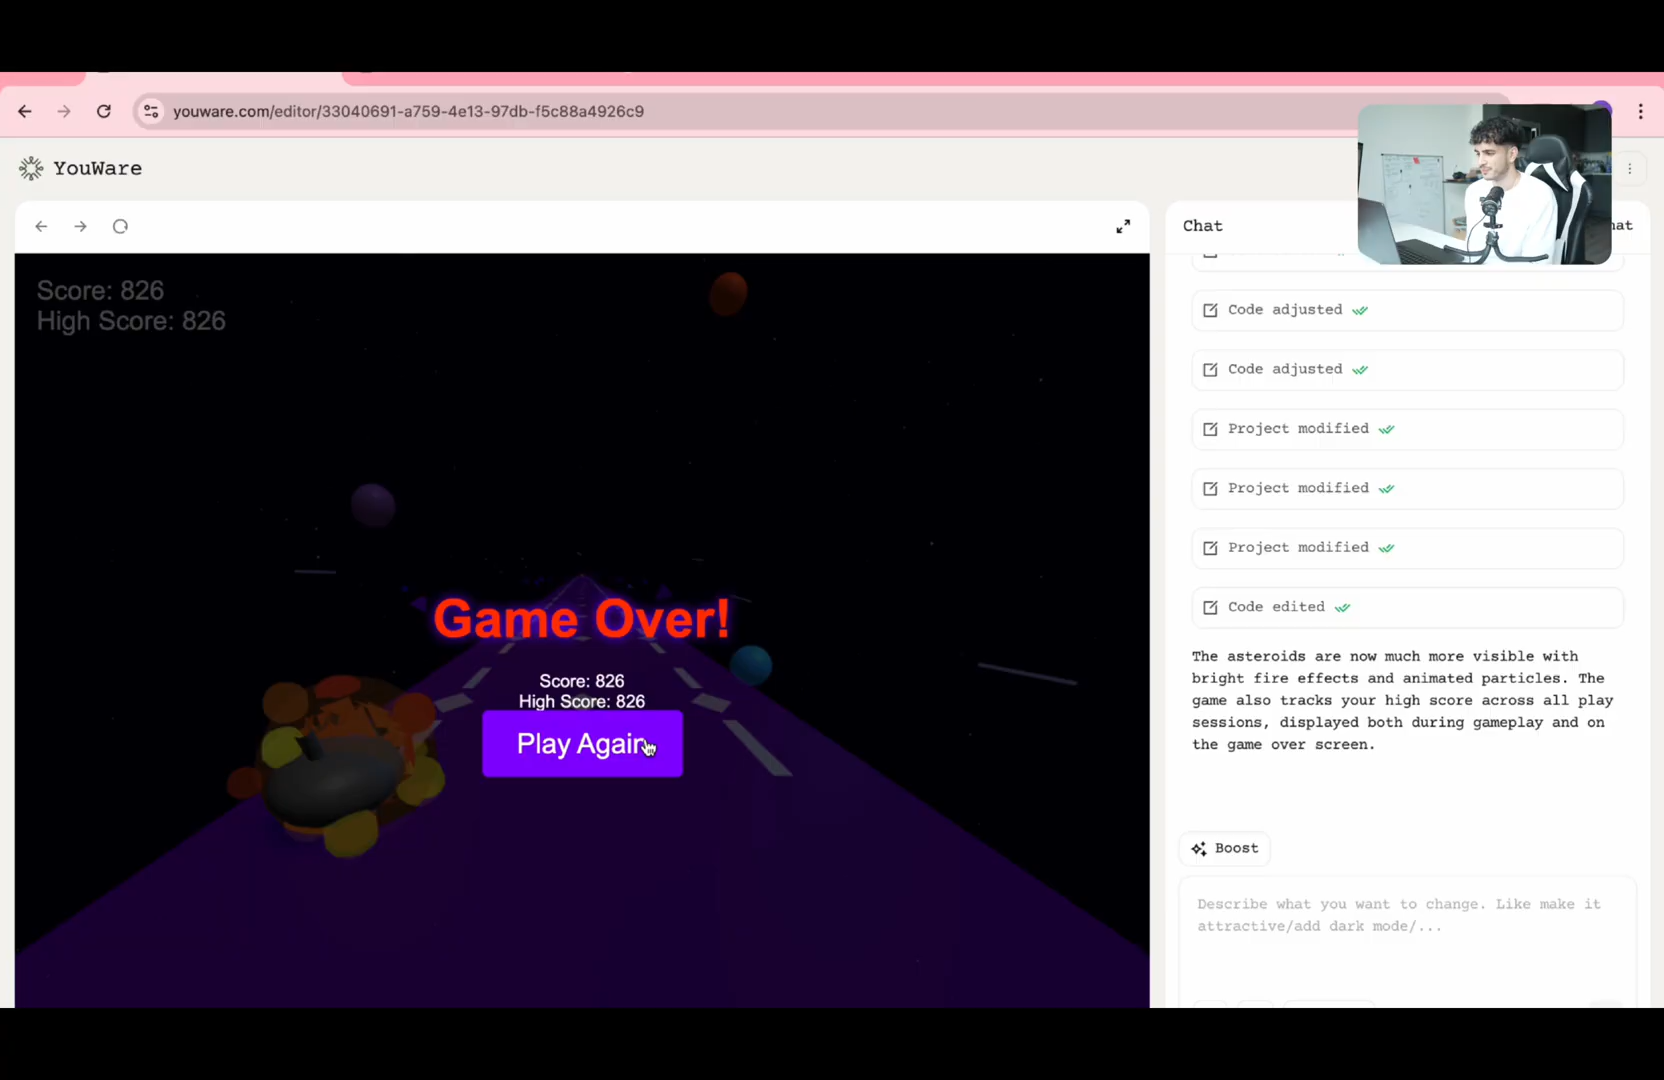 youware.com/editor/33040691-a759-4e13-97db-f5c88a4926c9
YouWare
Chat
Score: 826
High Score: 826
Game Over!
Score: 826
High Score: 826
Play Again
Code adjusted
Code adjusted
Project modified
Project modified
Project modified
Code edited
The asteroids are now much more visible with
bright fire effects and animated particles. The
game also tracks your high score across all play
sessions, displayed both during gameplay and on
the game over screen.
Boost
Describe what you want to change. Like make it
attractive/add dark mode/...